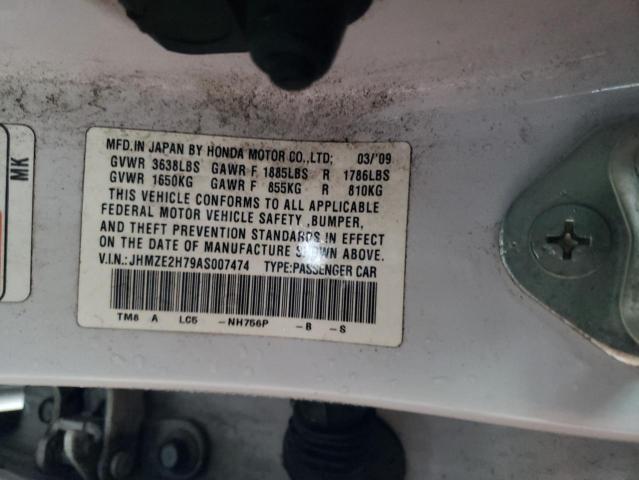 MFD.IN JAPAN BY HONDA MOTOR CO.,LTD; 03/'09
GVWR 3638LBS GAWR F 1885LBS R 1786LBS
GVWR 1650KG GAWR F 855KG R 810KG
THIS VEHICLE CONFORMS TO ALL APPLICABLE
FEDERAL MOTOR VEHICLE SAFETY ,BUMPER,
AND THEFT PREVENTION STANDARDS IN EFFECT
ON THE DATE OF MANUFACTURE SHOWN ABOVE.
V.I.N.:JHMZE2H79AS007474 TYPE:PASSENGER CAR
TM8 A LC5 -NH756P -B -S
MK